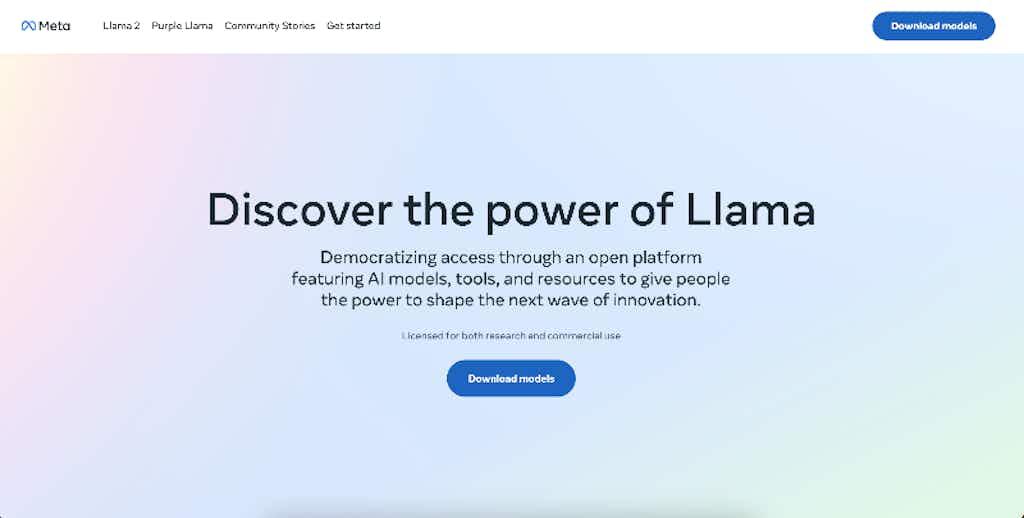 Meta
Llama 2 Purple Llama Community Stories Get started
Download models
Discover the power of Llama
Democratizing access through an open platform
featuring AI models, tools, and resources to give people
the power to shape the next wave of innovation.
Licensed for both research and commercial use
Download models